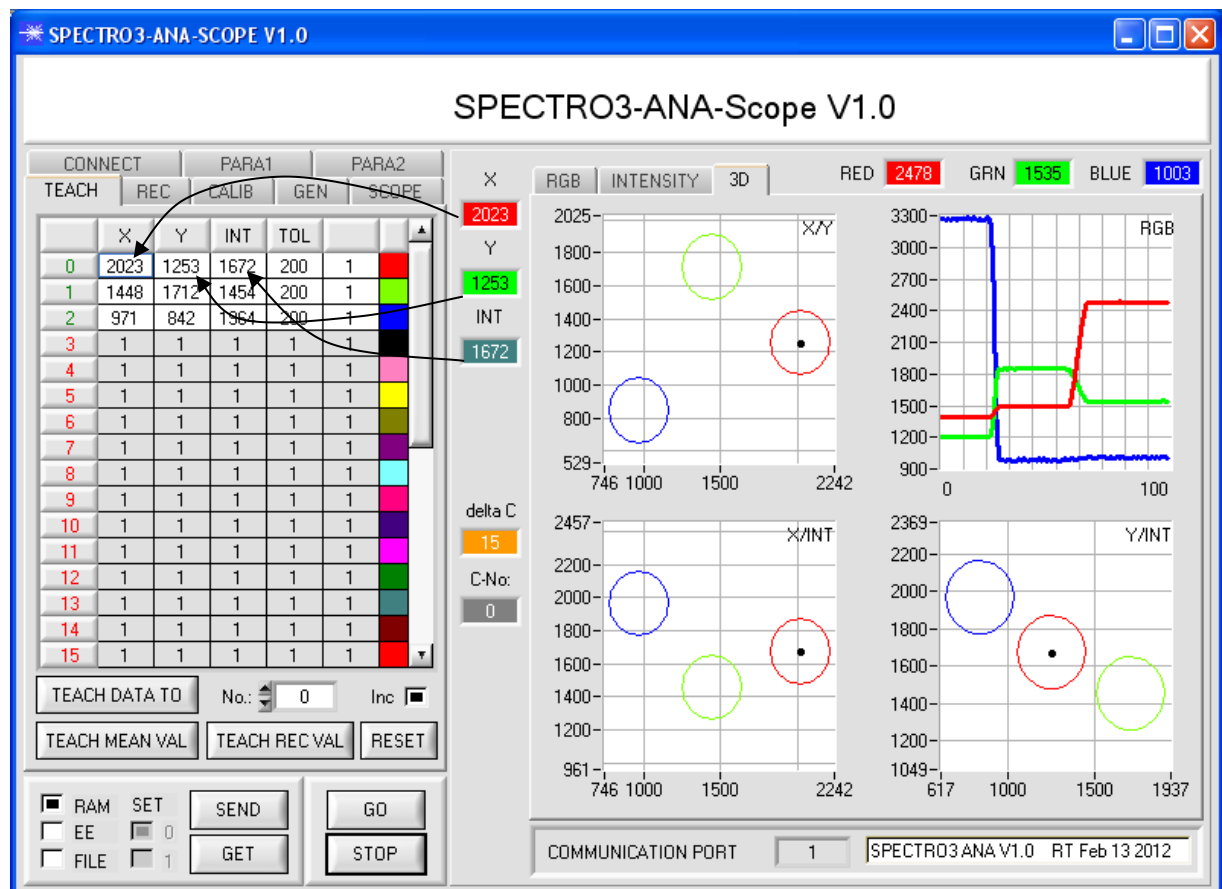 SPECTRO3-ANA-SCOPE V1.0
SPECTRO3-ANA-Scope V1.0
CONNECT PARA1 PARA2
TEACH REC CALIB GEN SCOPE
X Y INT TOL
0 2023 1253 1672 200 1
1 1448 1712 1454 200 1
2 971 842 1964 200 1
3 1 1 1 1 1
4 1 1 1 1 1
5 1 1 1 1 1
6 1 1 1 1 1
7 1 1 1 1 1
8 1 1 1 1 1
9 1 1 1 1 1
10 1 1 1 1 1
11 1 1 1 1 1
12 1 1 1 1 1
13 1 1 1 1 1
14 1 1 1 1 1
15 1 1 1 1 1
TEACH DATA TO No.: 0 Inc
TEACH MEAN VAL TEACH REC VAL RESET
RAM SET SEND GO
EE 0
FILE 1 GET STOP
X
2023
Y
1253
INT
1672
delta C
15
C-No:
0
RGB INTENSITY 3D
RED 2478 GRN 1535 BLUE 1003
X/Y
2025
1800
1600
1400
1200
1000
800
529
746 1000 1500 2242
RGB
3300
3000
2700
2400
2100
1800
1500
1200
900
0 100
X/INT
2457
2200
2000
1800
1600
1400
1200
961
746 1000 1500 2242
Y/INT
2369
2200
2000
1800
1600
1400
1200
1049
617 1000 1500 1937
COMMUNICATION PORT 1 SPECTRO3 ANA V1.0 RT Feb 13 2012